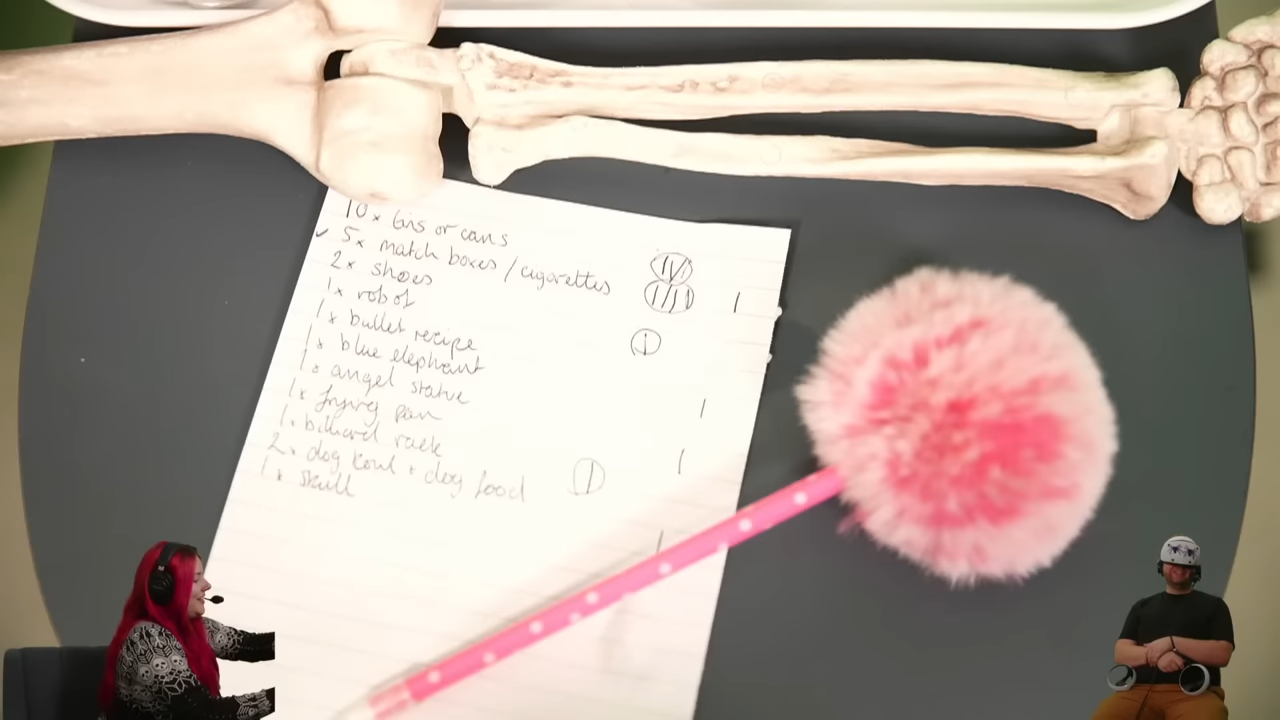 10x tins or cans
✓ 5x match boxes / cigarettes
2x shoes
1x robot
1x bullet recipe
1x blue elephant
1x angel statue
1x frying pan
1x billiard rack
2x dog bowl + dog food
1x skull